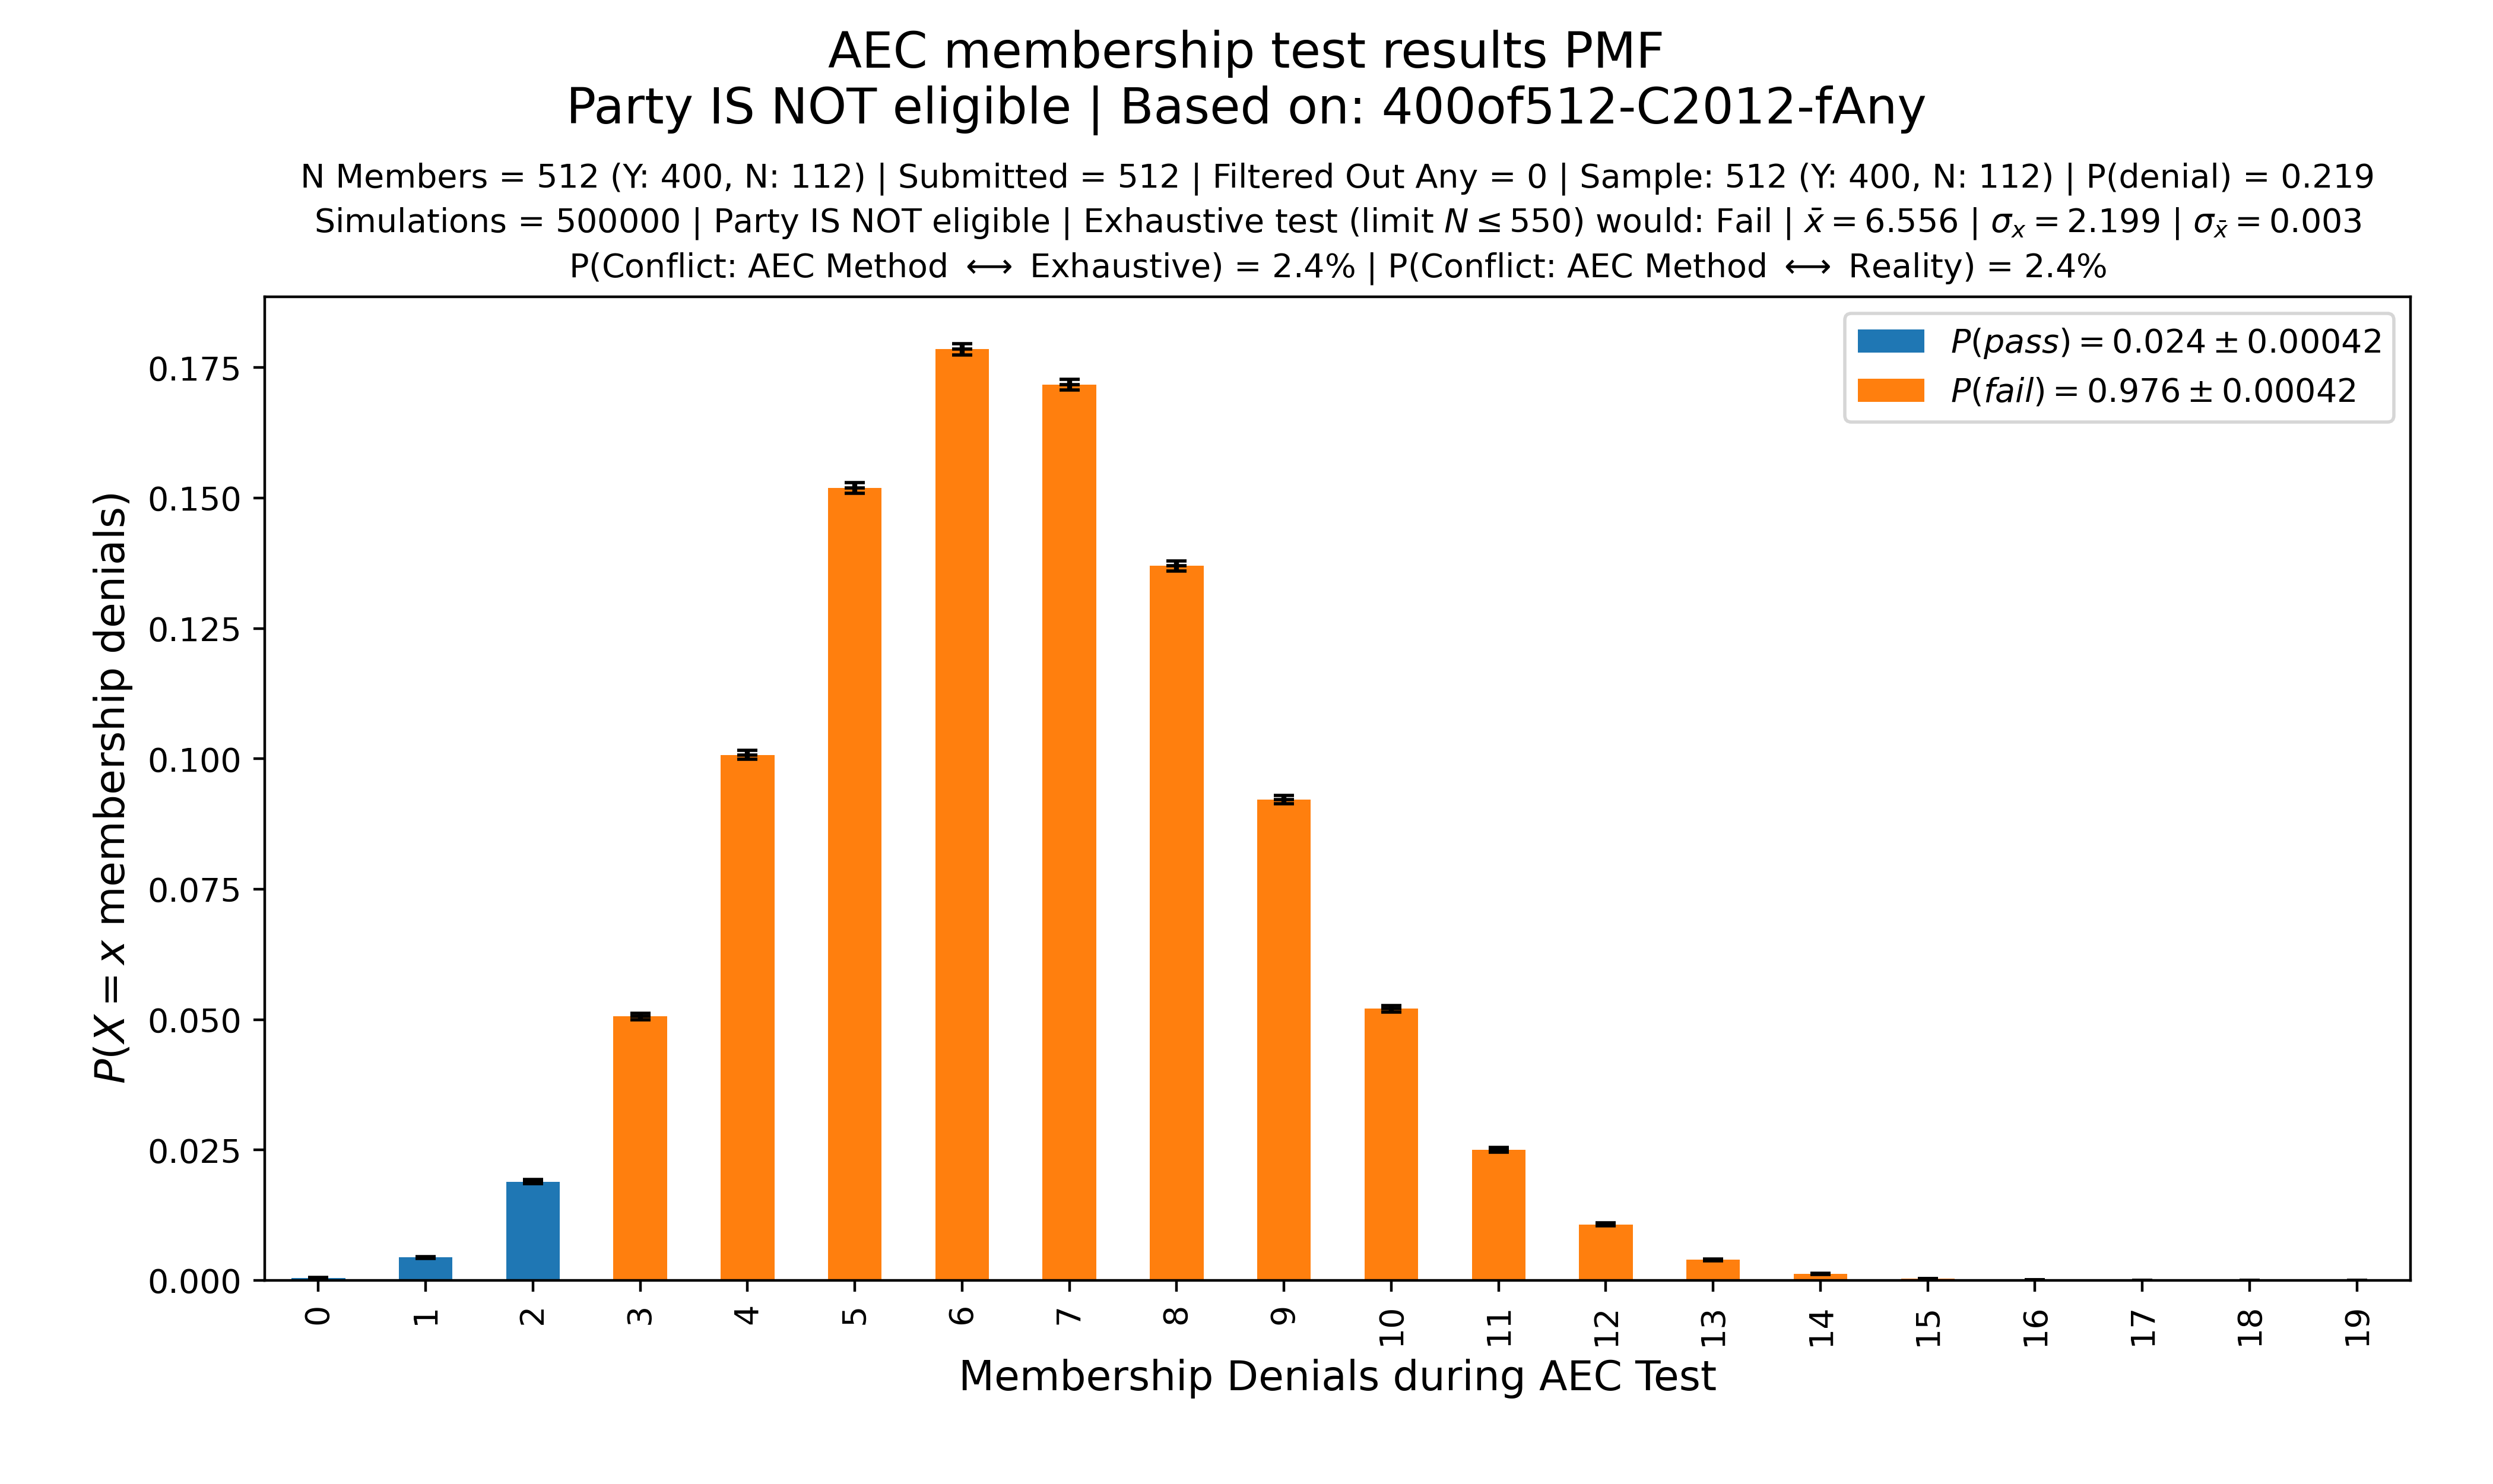 AEC membership test results PMF
Party IS NOT eligible | Based on: 400of512-C2012-fAny
N Members = 512 (Y: 400, N: 112) | Submitted = 512 | Filtered Out Any = 0 | Sample: 512 (Y: 400, N: 112) | P(denial) = 0.219
Simulations = 500000 | Party IS NOT eligible | Exhaustive test (limit N ≤ 550) would: Fail | x̄ = 6.556 | σₓ = 2.199 | σ_x̄ = 0.003
P(Conflict: AEC Method ⟷ Exhaustive) = 2.4% | P(Conflict: AEC Method ⟷ Reality) = 2.4%
P(pass) = 0.024 ± 0.00042
P(fail) = 0.976 ± 0.00042
P(X = x membership denials)
0.175
0.150
0.125
0.100
0.075
0.050
0.025
0.000
0 1 2 3 4 5 6 7 8 9 10 11 12 13 14 15 16 17 18 19
Membership Denials during AEC Test